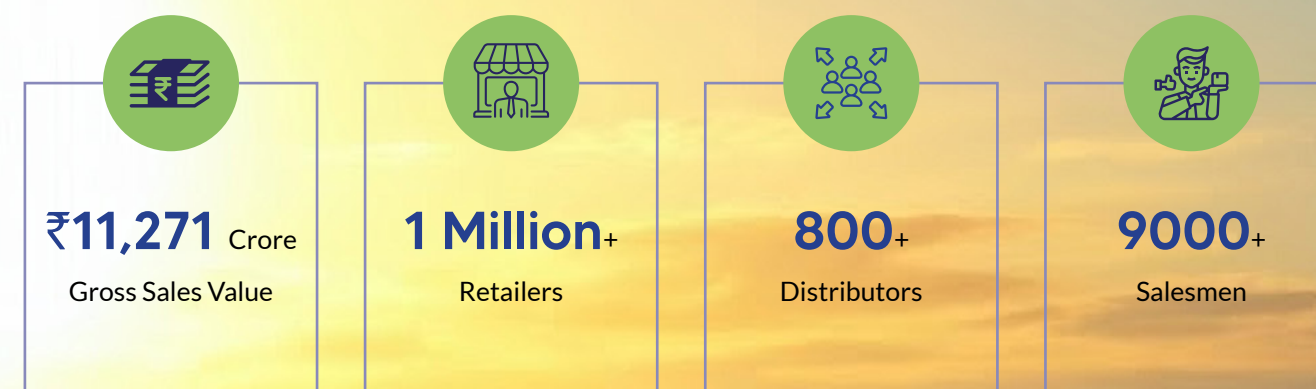 ₹11,271 Crore
Gross Sales Value
1 Million+
Retailers
800+
Distributors
9000+
Salesmen